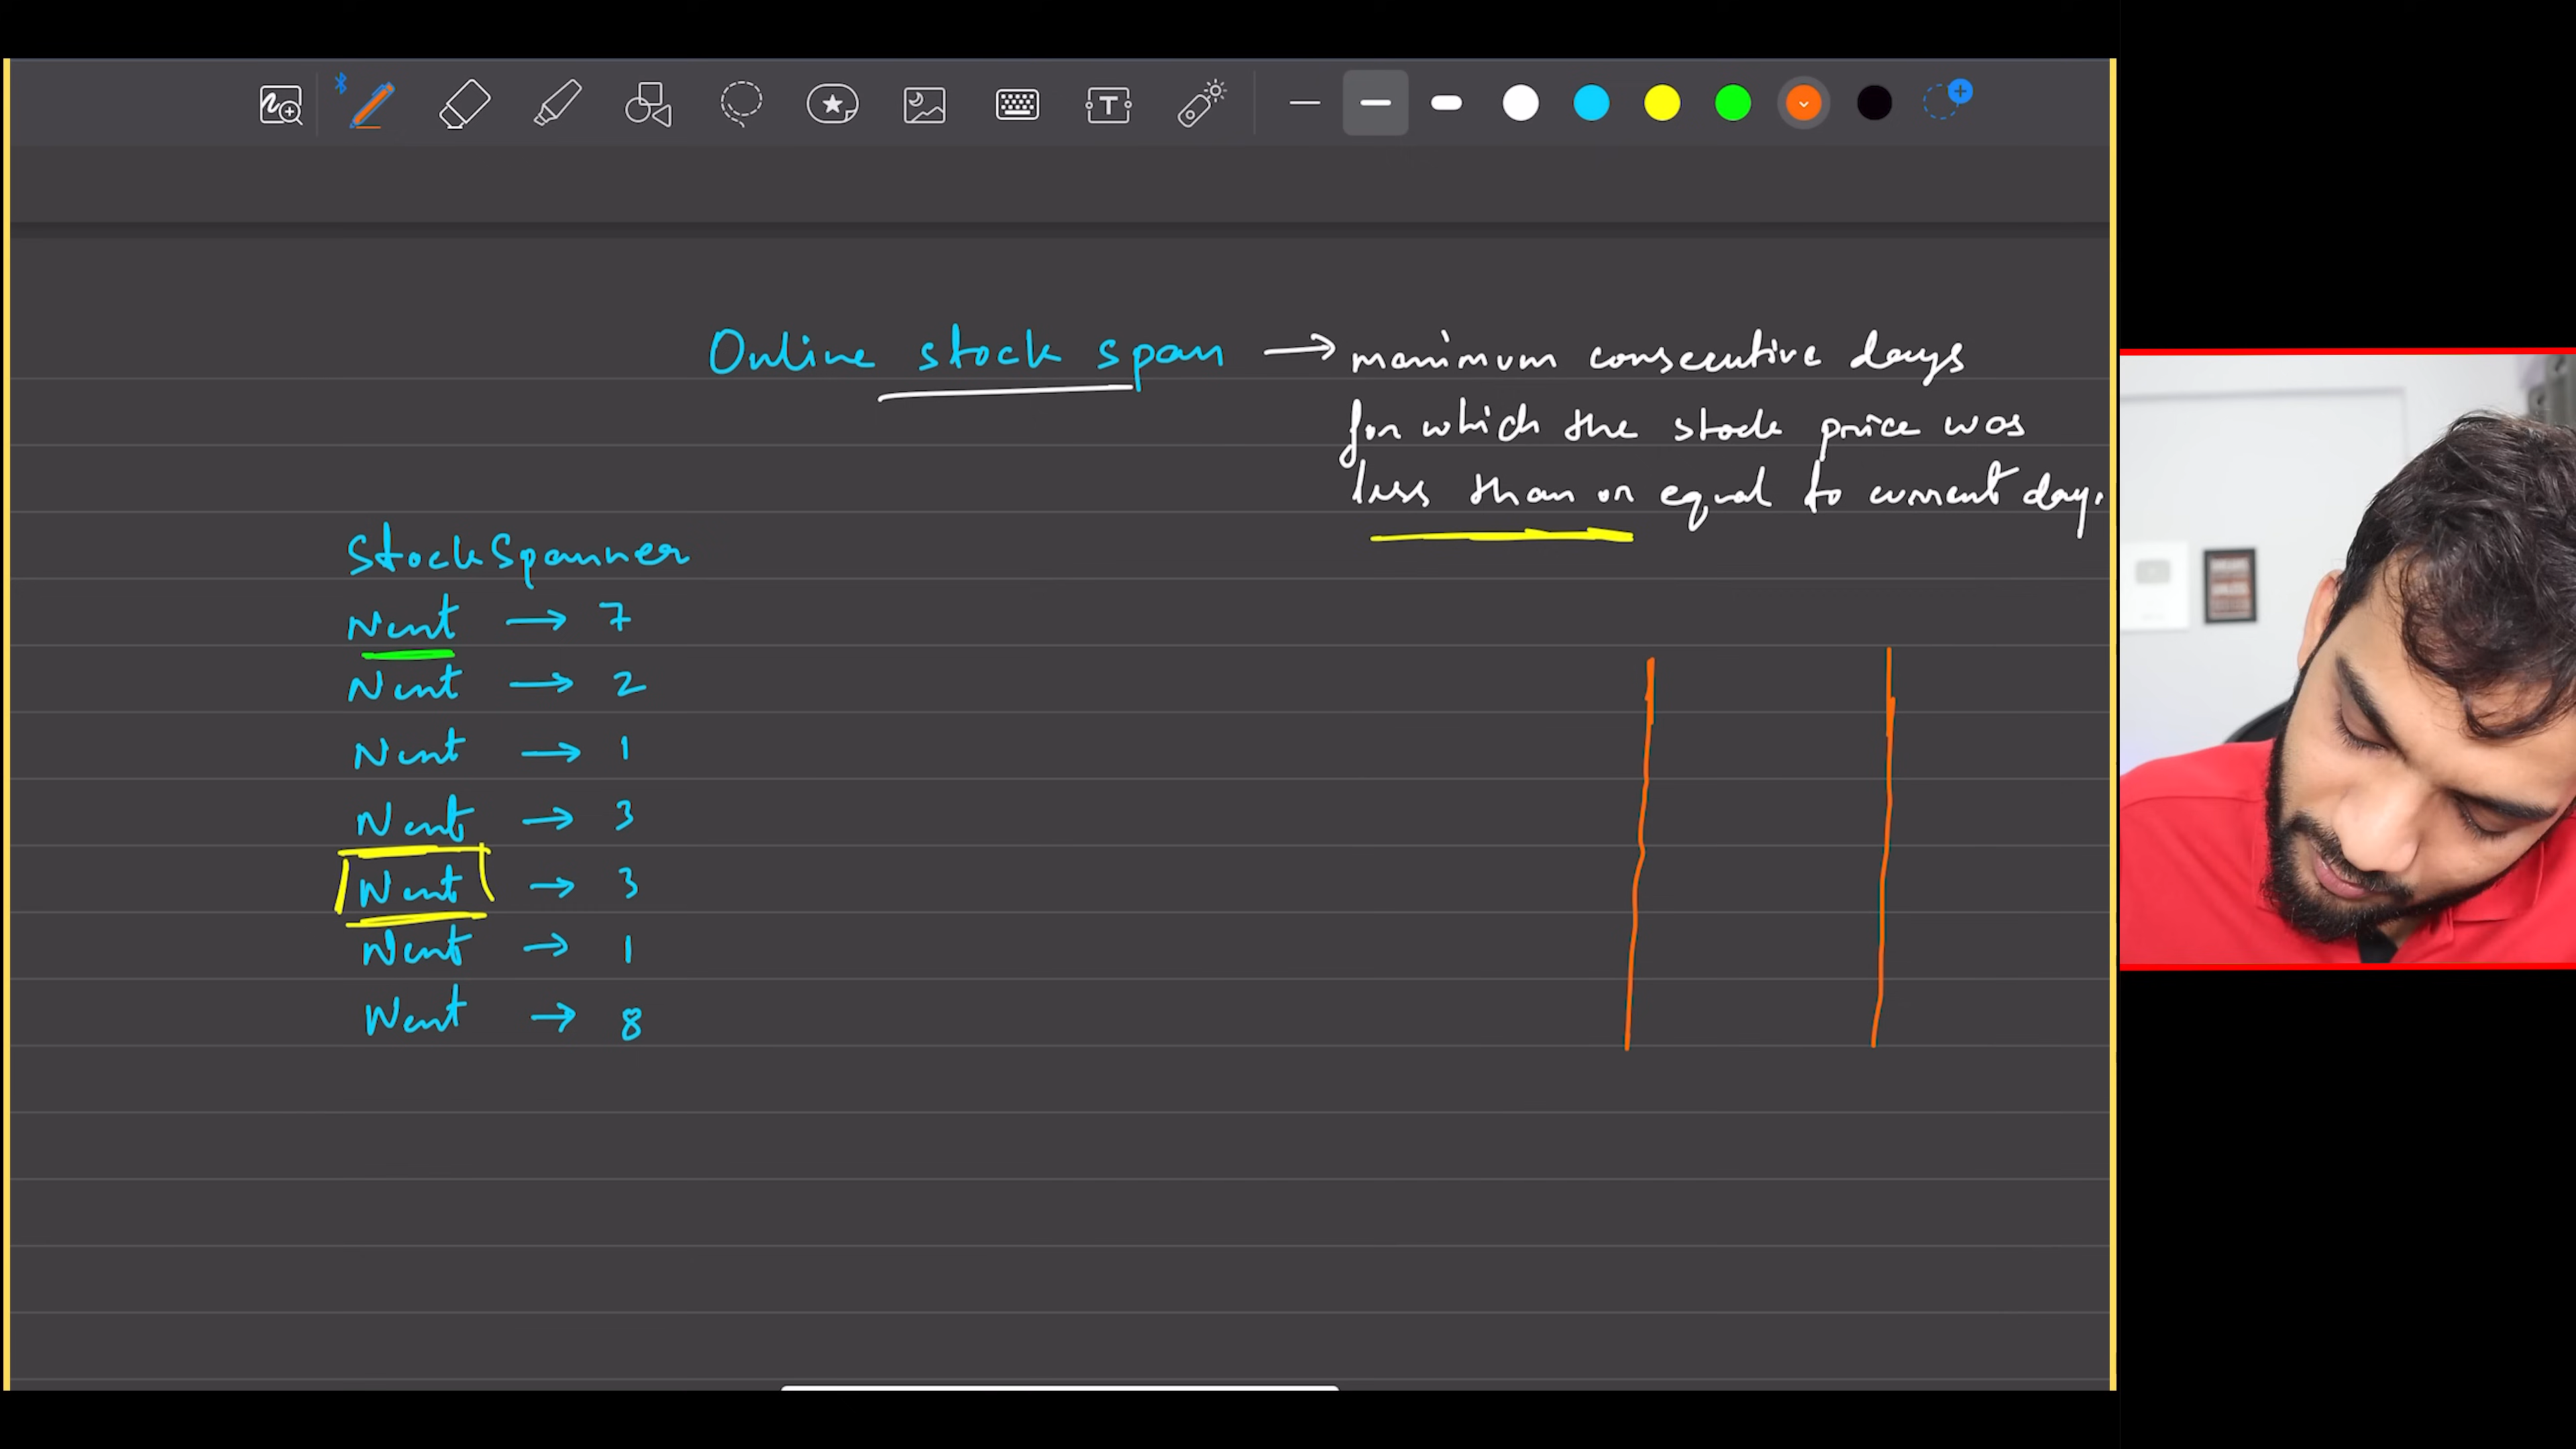 Online stock span → maximum consecutive days
for which the stock price was
less than or equal to current day.
StockSpanner
Next → 7
Next → 2
Next → 1
Next → 3
Next → 3
Next → 1
Next → 8